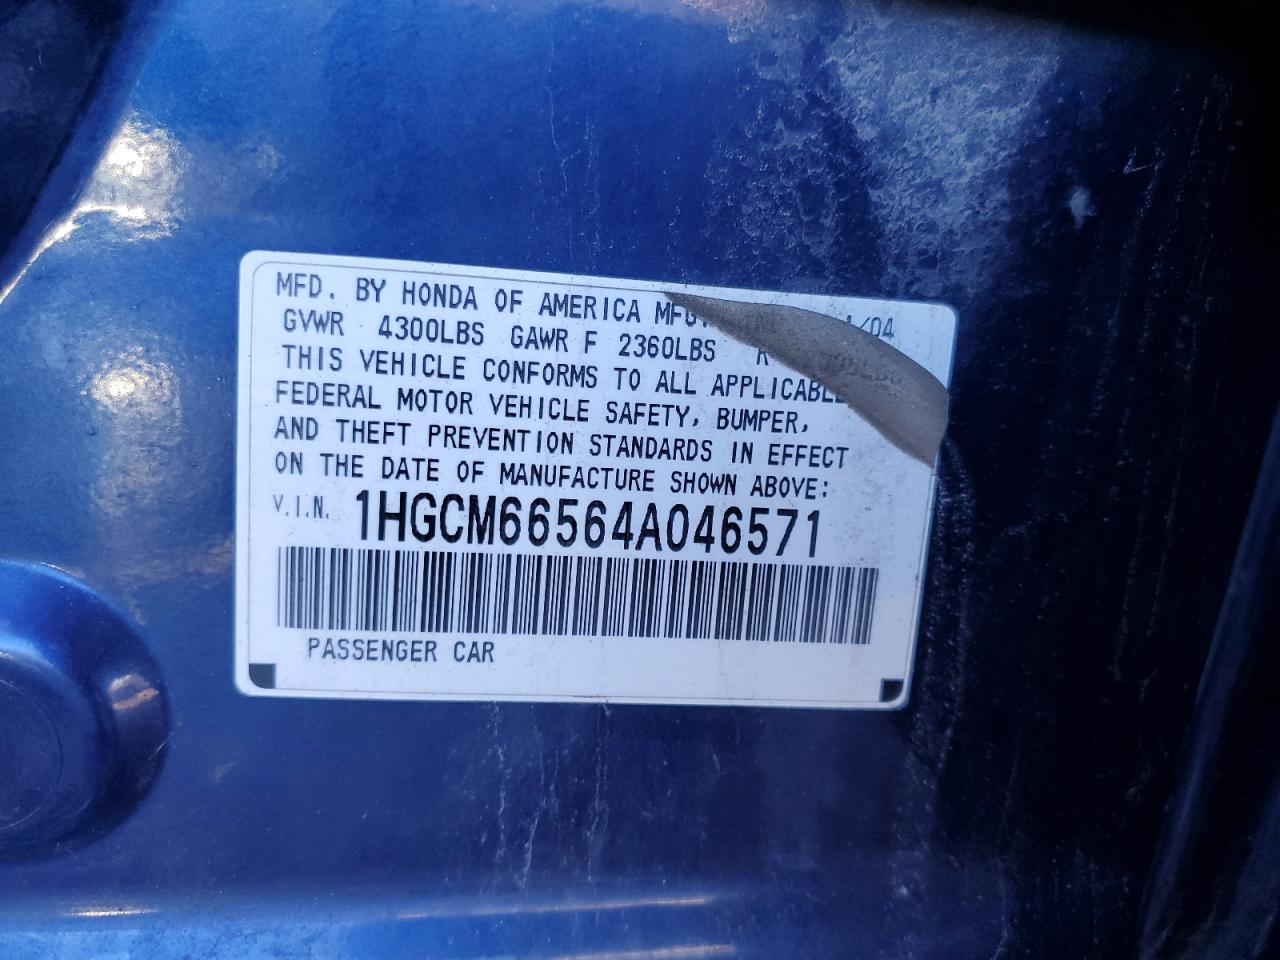 MFD. BY HONDA OF AMERICA
GVWR 4300LBS GAWR F 2360LBS
THIS VEHICLE CONFORMS TO ALL APPLICABLE
FEDERAL MOTOR VEHICLE SAFETY, BUMPER,
AND THEFT PREVENTION STANDARDS IN EFFECT
ON THE DATE OF MANUFACTURE SHOWN ABOVE:
V.I.N. 1HGCM66564A046571
PASSENGER CAR